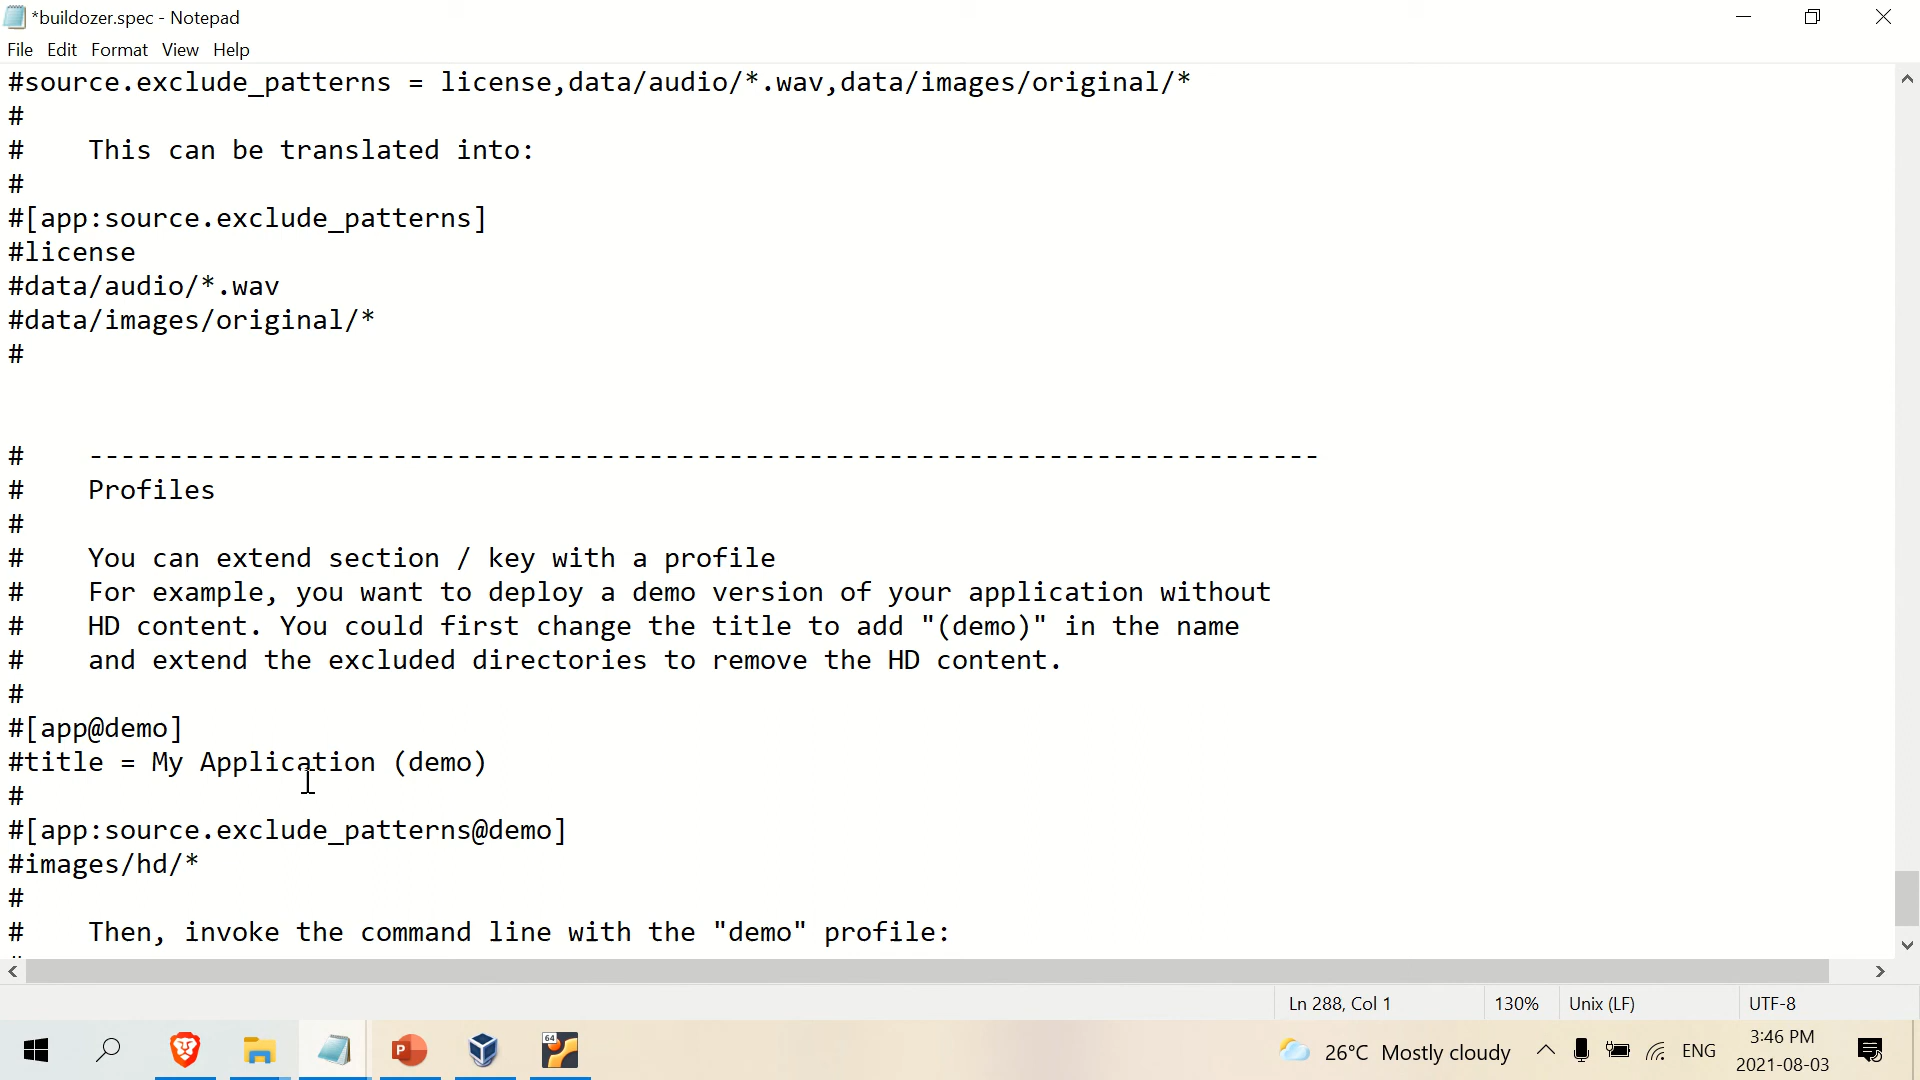 *buildozer.spec - Notepad
File Edit Format View Help
#source.exclude_patterns = license,data/audio/*.wav,data/images/original/*
#
#    This can be translated into:
#
#[app:source.exclude_patterns]
#license
#data/audio/*.wav
#data/images/original/*
#
#    -----------------------------------------------------------------------------
#    Profiles
#
#    You can extend section / key with a profile
#    For example, you want to deploy a demo version of your application without
#    HD content. You could first change the title to add "(demo)" in the name
#    and extend the excluded directories to remove the HD content.
#
#[app@demo]
#title = My Application (demo)
#
#[app:source.exclude_patterns@demo]
#images/hd/*
#
#    Then, invoke the command line with the "demo" profile:
Ln 288, Col 1
130%
Unix (LF)
UTF-8
64
P
26°C Mostly cloudy
ENG
3:46 PM
2021-08-03